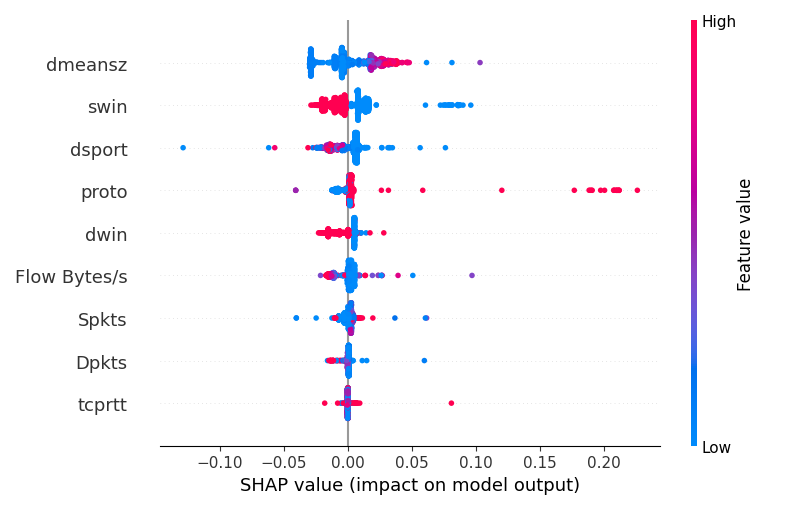 High
dmeansz
swin
dsport
proto
dwin
Flow Bytes/s
Spkts
Dpkts
tcprtt
Low
Feature value
−0.10 −0.05 0.00 0.05 0.10 0.15 0.20
SHAP value (impact on model output)